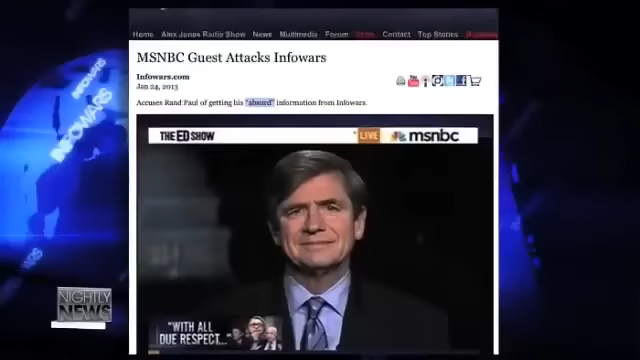 Home Alex Jones Radio Show News Multimedia Forum Contact Top Stories
MSNBC Guest Attacks Infowars
Infowars.com
Jan 24, 2013
Accuses Rand Paul of getting his "absurd" information from Infowars.
INFOWARS
THE ED SHOW
LIVE
msnbc
"WITH ALL
DUE RESPECT..."
NIGHTLY
NEWS